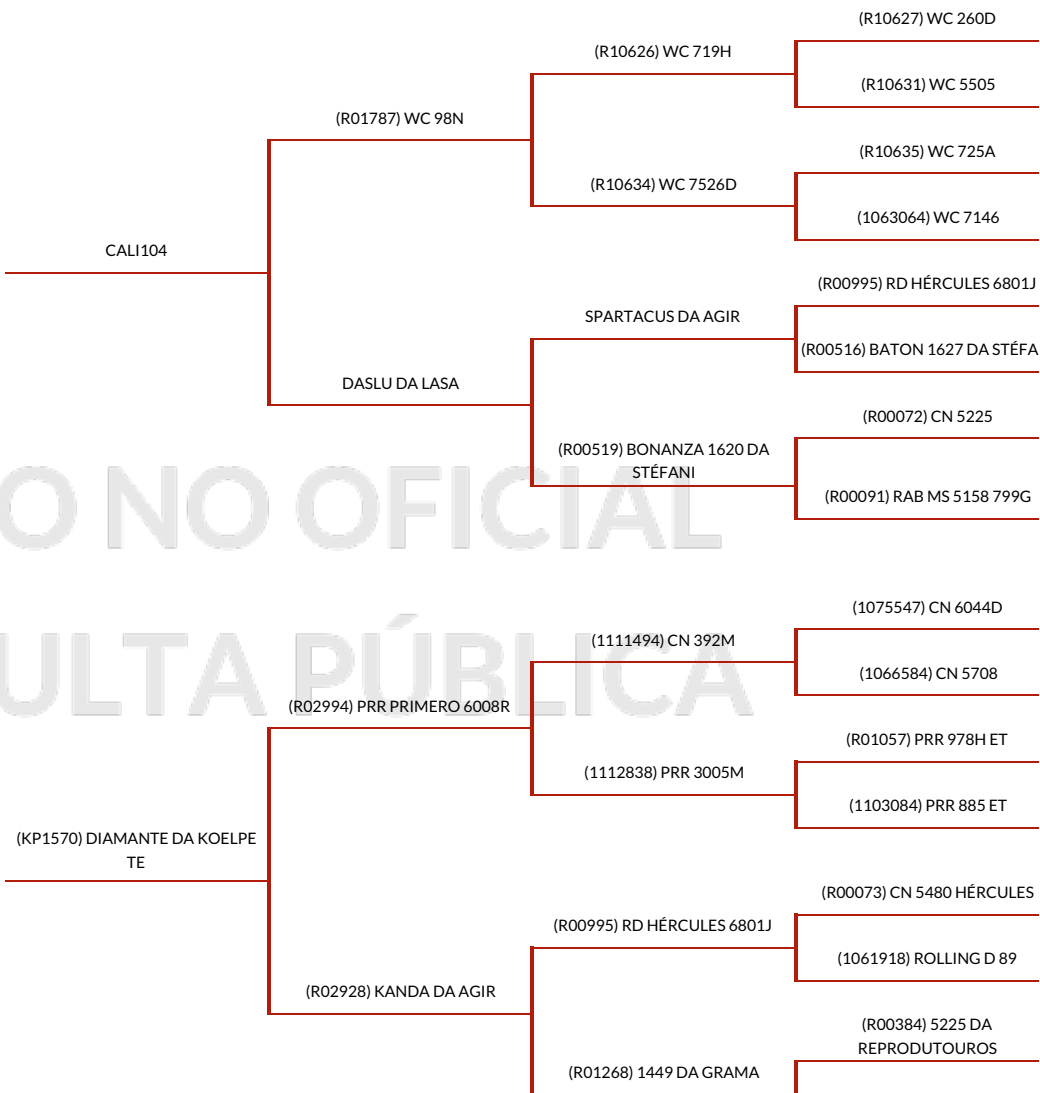 (R10627) WC 260D
(R10626) WC 719H
(R10631) WC 5505
(R01787) WC 98N
(R10635) WC 725A
(R10634) WC 7526D
(1063064) WC 7146
CALI104
(R00995) RD HÉRCULES 6801J
SPARTACUS DA AGIR
(R00516) BATON 1627 DA STÉFA
DASLU DA LASA
(R00072) CN 5225
(R00519) BONANZA 1620 DA
STÉFANI
(R00091) RAB MS 5158 799G
O NO OFICIAL
(1075547) CN 6044D
(1111494) CN 392M
(1066584) CN 5708
ULTA PÚBLICA
(R02994) PRR PRIMERO 6008R
(R01057) PRR 978H ET
(1112838) PRR 3005M
(1103084) PRR 885 ET
(KP1570) DIAMANTE DA KOELPE
TE
(R00073) CN 5480 HÉRCULES
(R00995) RD HÉRCULES 6801J
(1061918) ROLLING D 89
(R02928) KANDA DA AGIR
(R00384) 5225 DA
REPRODUTOUROS
(R01268) 1449 DA GRAMA